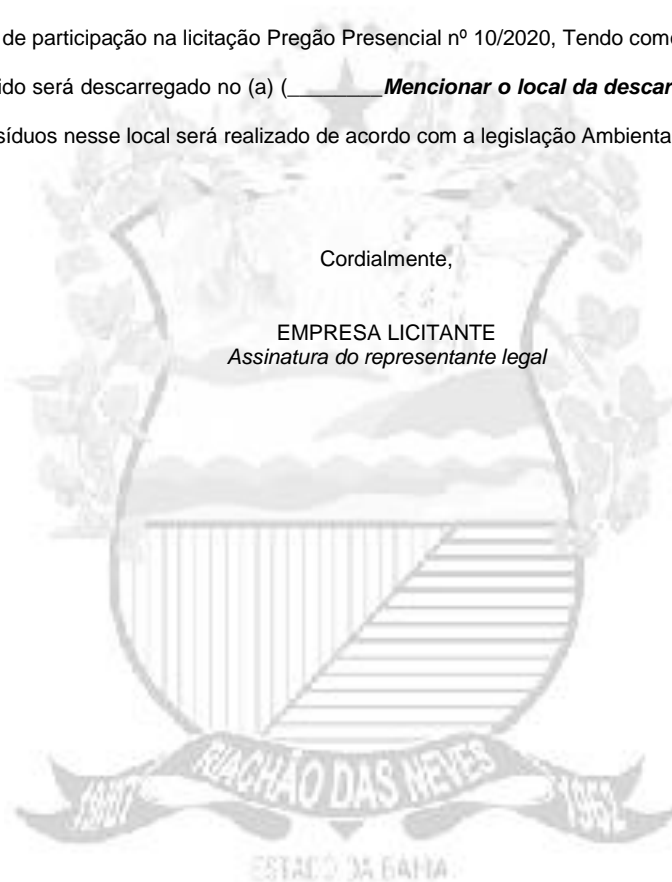 de participação na licitação Pregão Presencial nº 10/2020, Tendo com
ido será descarregado no (a) (________Mencionar o local da descar
síduos nesse local será realizado de acordo com a legislação Ambienta
Cordialmente,
EMPRESA LICITANTE
Assinatura do representante legal
RIACHÃO DAS NEVES
1962
ESTADO DA BAHIA